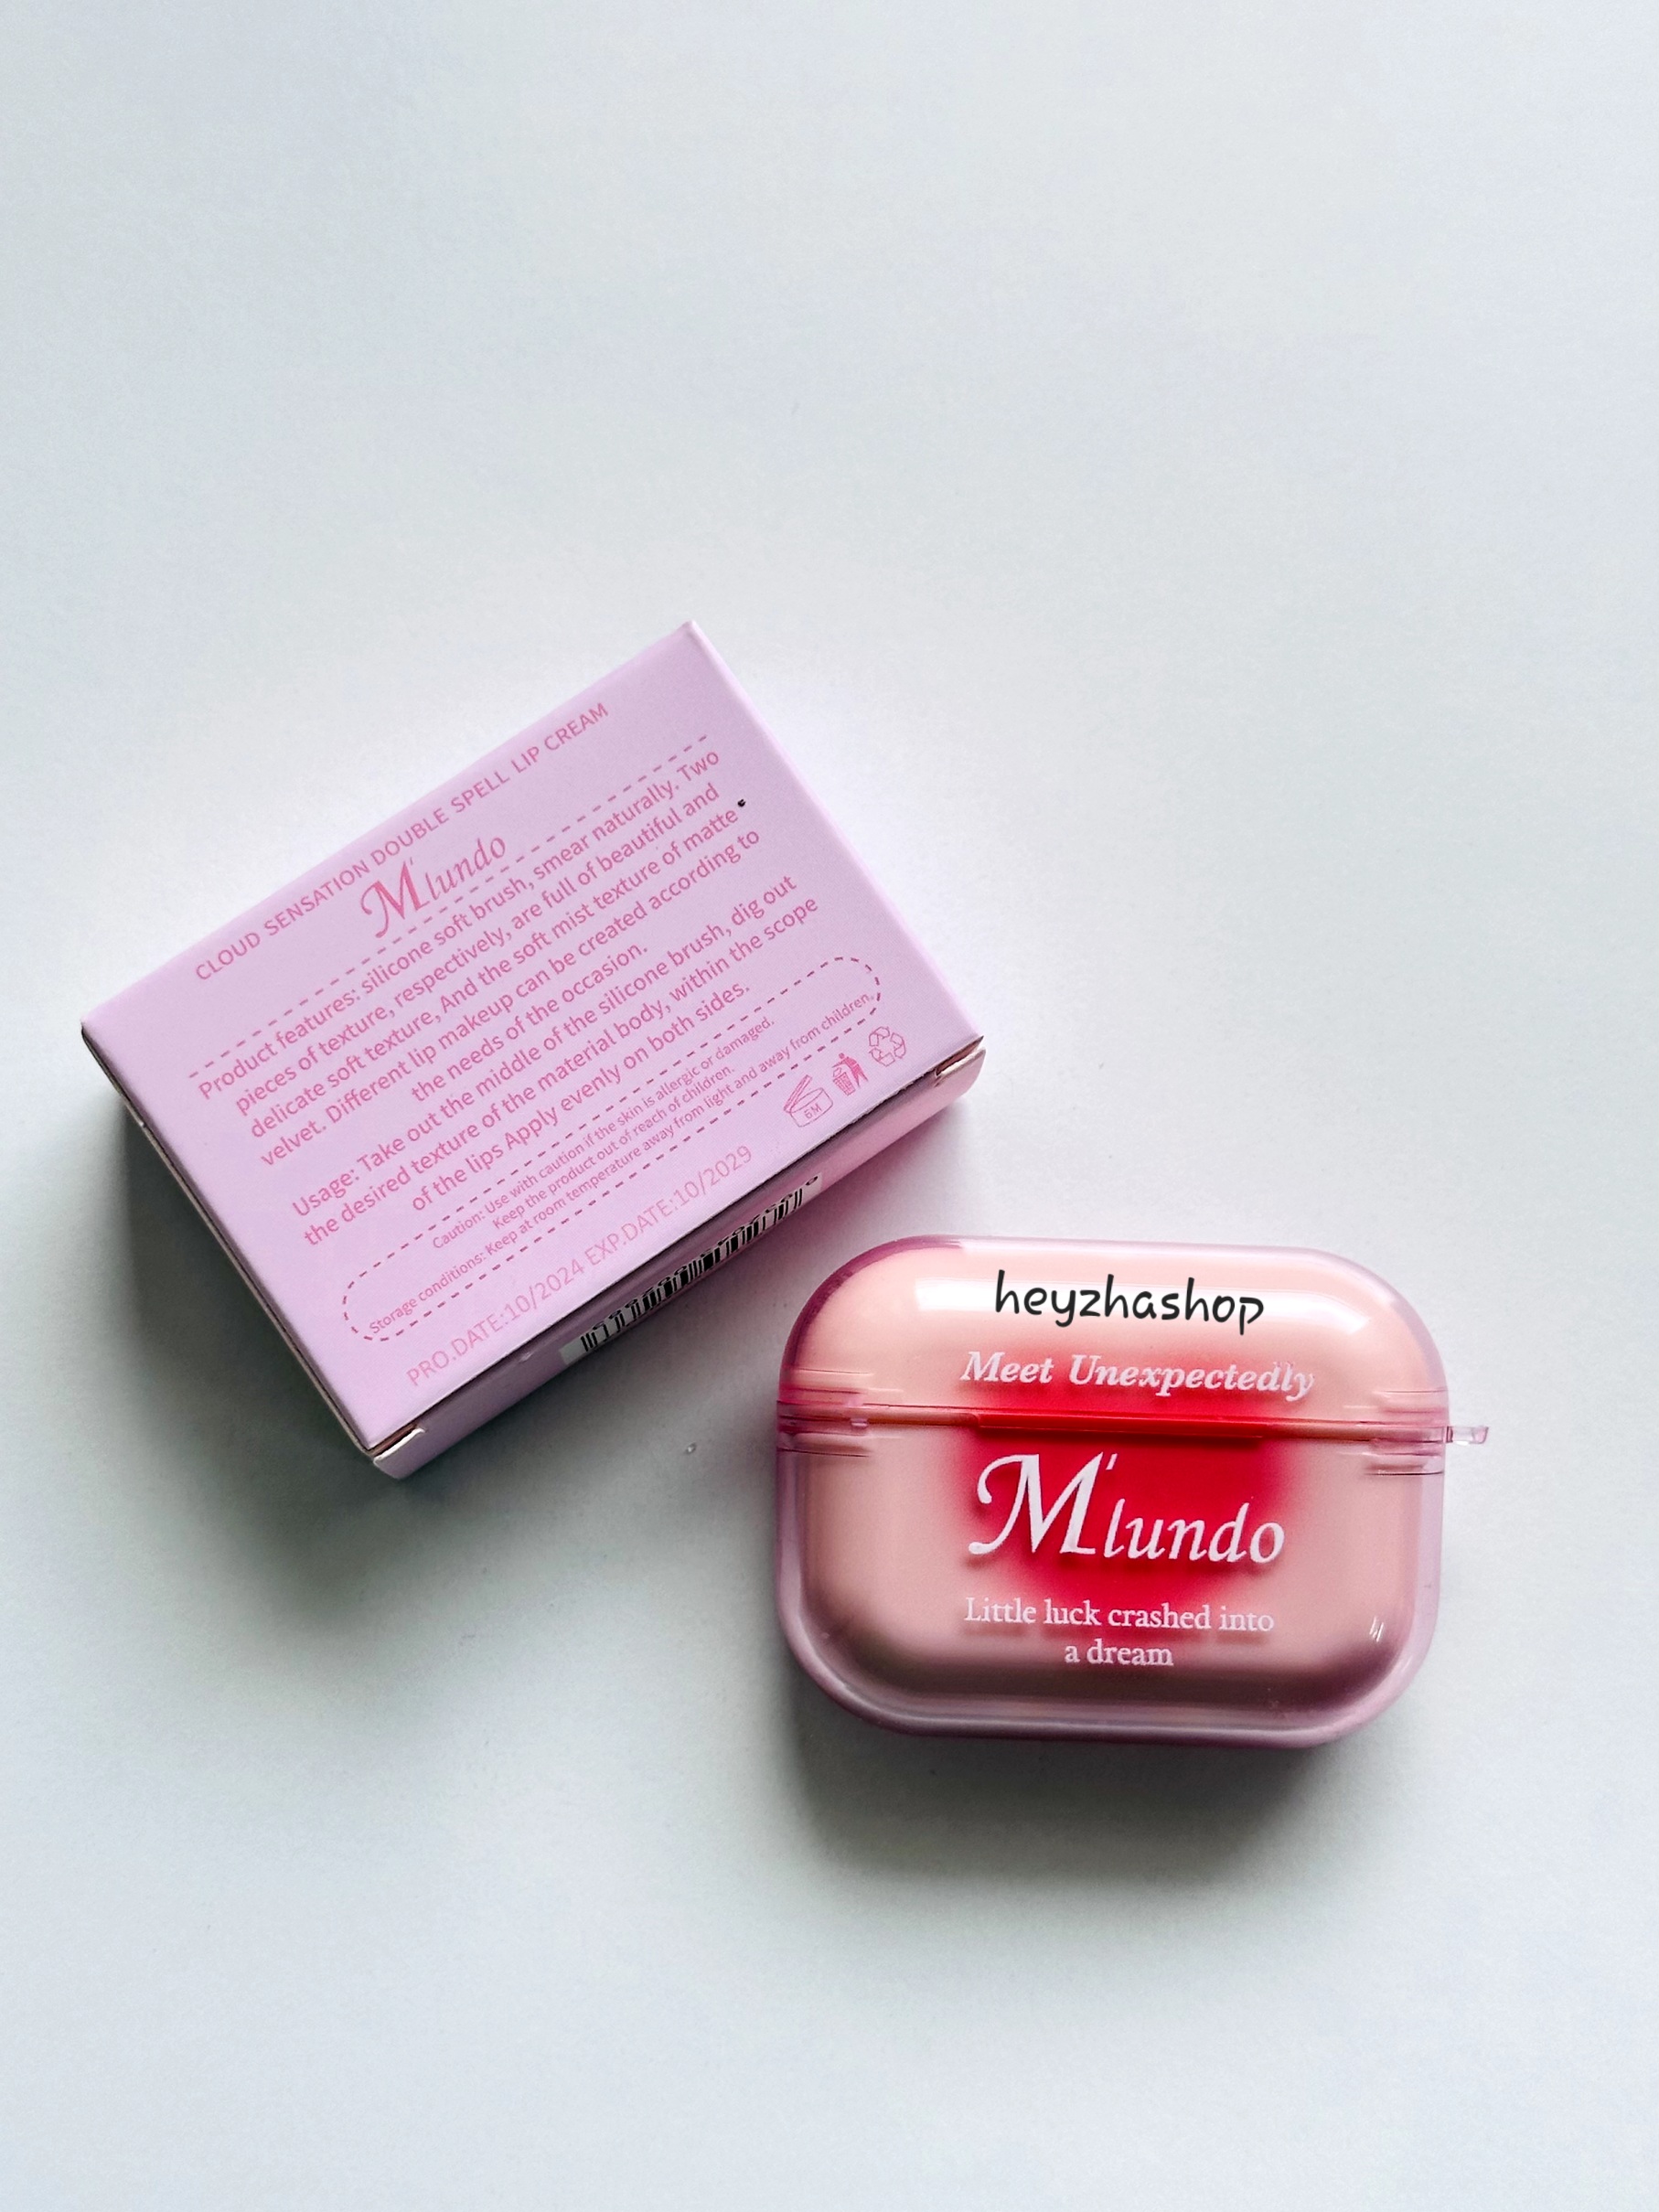 CLOUD SENSATION DOUBLE SPELL LIP CREAM
M'lundo
Product features: silicone soft brush, smear naturally. Two
pieces of texture, respectively, are full of beautiful and
delicate soft texture, And the soft mist texture of matte
velvet. Different lip makeup can be created according to
the needs of the occasion.
Usage: Take out the middle of the silicone brush, dig out
the desired texture of the material body, within the scope
of the lips Apply evenly on both sides.
Caution: Use with caution if the skin is allergic or damaged.
Keep the product out of reach of children.
Storage conditions: Keep at room temperature away from light and away from children.
6M
PRO.DATE:10/2024 EXP.DATE:10/2029
heyzhashop
Meet Unexpectedly
M'lundo
Little luck crashed into
a dream